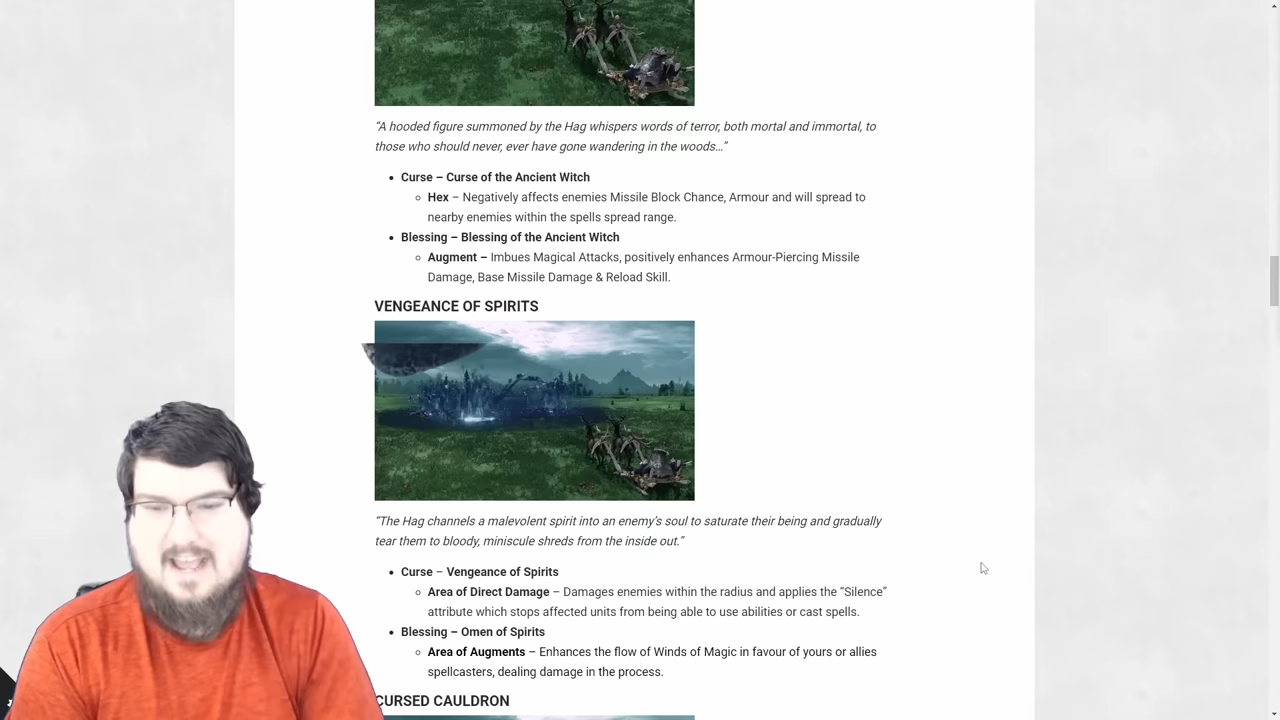 “A hooded figure summoned by the Hag whispers words of terror, both mortal and immortal, to
those who should never, ever have gone wandering in the woods…”
• Curse – Curse of the Ancient Witch
○ Hex – Negatively affects enemies Missile Block Chance, Armour and will spread to
nearby enemies within the spells spread range.
• Blessing – Blessing of the Ancient Witch
○ Augment – Imbues Magical Attacks, positively enhances Armour-Piercing Missile
Damage, Base Missile Damage & Reload Skill.
VENGEANCE OF SPIRITS
“The Hag channels a malevolent spirit into an enemy’s soul to saturate their being and gradually
tear them to bloody, miniscule shreds from the inside out.”
• Curse – Vengeance of Spirits
○ Area of Direct Damage – Damages enemies within the radius and applies the “Silence”
attribute which stops affected units from being able to use abilities or cast spells.
• Blessing – Omen of Spirits
○ Area of Augments – Enhances the flow of Winds of Magic in favour of yours or allies
spellcasters, dealing damage in the process.
CURSED CAULDRON